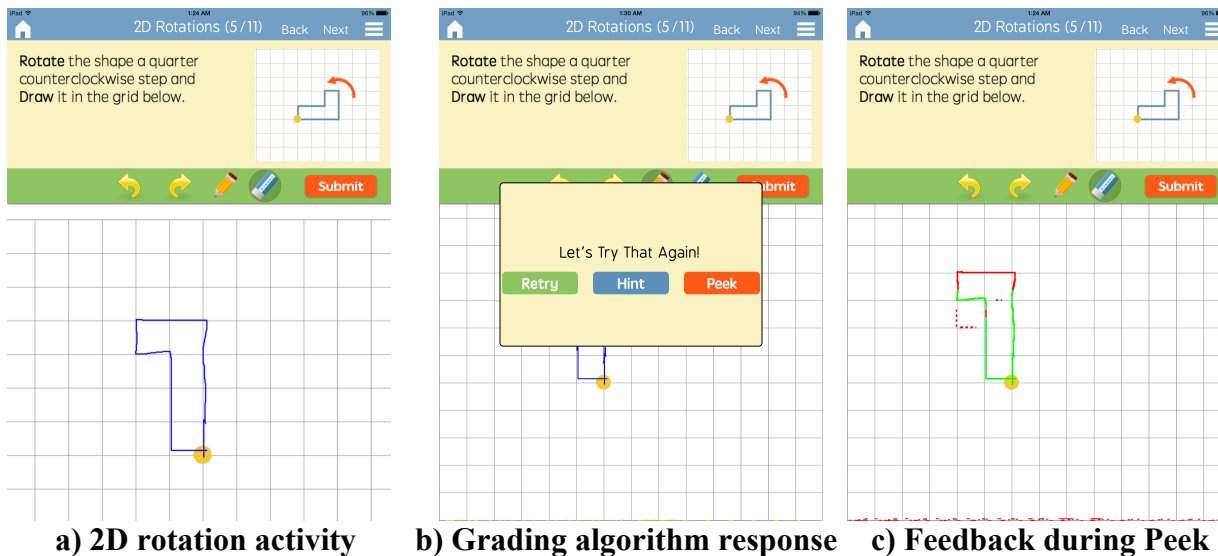 iPad 1:24 AM 96%
2D Rotations (5/11) Back Next
Rotate the shape a quarter
counterclockwise step and
Draw it in the grid below.
Submit
a) 2D rotation activity
iPad 1:30 AM 94%
2D Rotations (5/11) Back Next
Rotate the shape a quarter
counterclockwise step and
Draw it in the grid below.
Submit
Let's Try That Again!
Retry Hint Peek
b) Grading algorithm response
iPad 1:24 AM 96%
2D Rotations (5/11) Back Next
Rotate the shape a quarter
counterclockwise step and
Draw it in the grid below.
Submit
c) Feedback during Peek